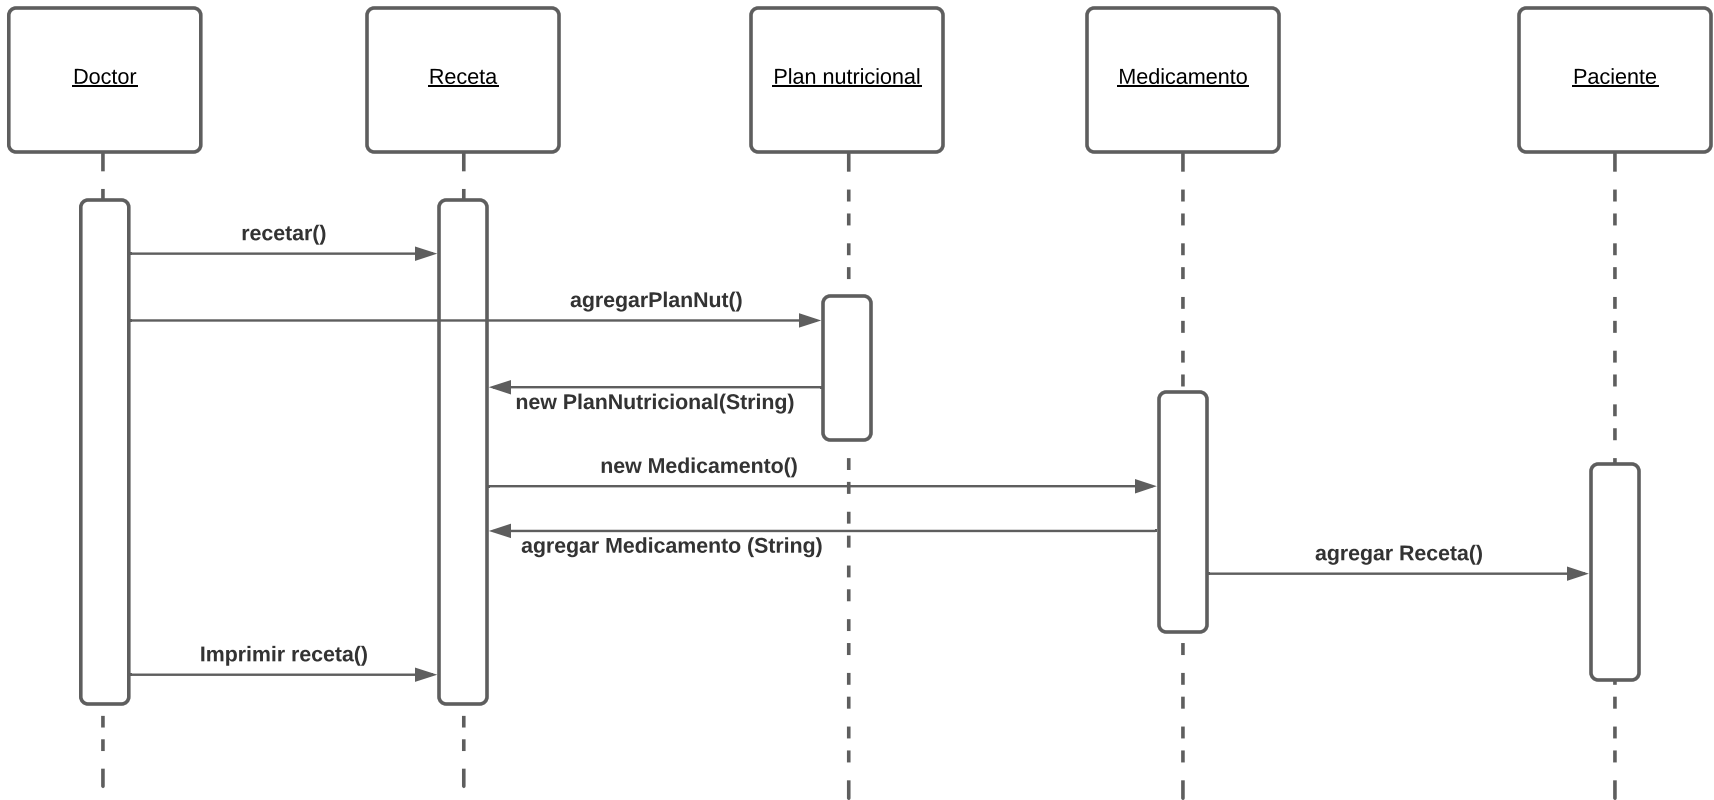 Doctor
Receta
Plan nutricional
Medicamento
Paciente
recetar()
agregarPlanNut()
new PlanNutricional(String)
new Medicamento()
agregar Medicamento (String)
agregar Receta()
Imprimir receta()